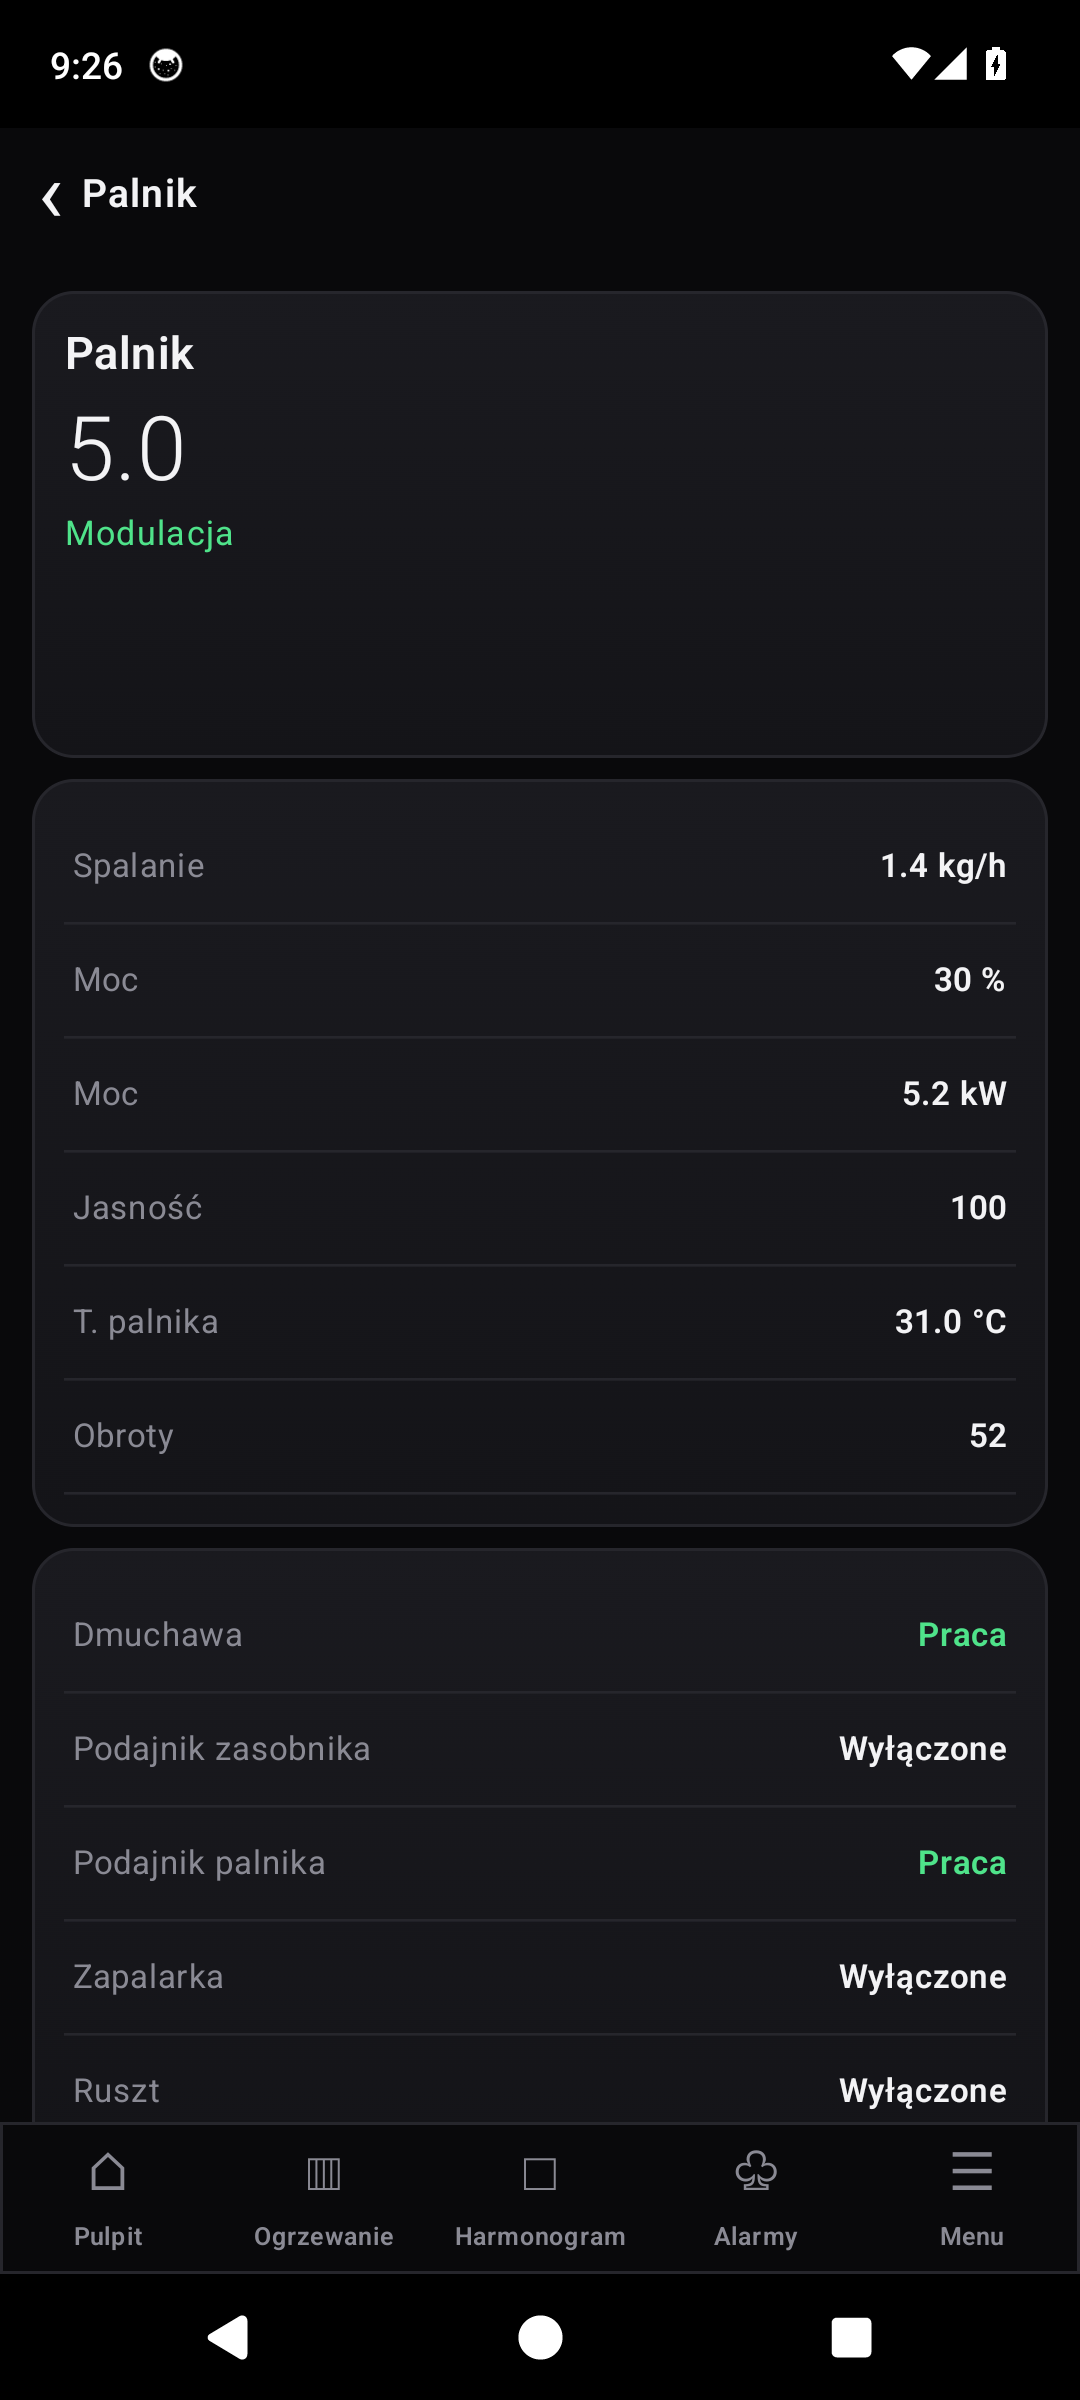 9:26
Palnik
Palnik
5.0
Modulacja
Spalanie 1.4 kg/h
Moc 30 %
Moc 5.2 kW
Jasność 100
T. palnika 31.0 °C
Obroty 52
Dmuchawa Praca
Podajnik zasobnika Wyłączone
Podajnik palnika Praca
Zapalarka Wyłączone
Ruszt Wyłączone
Pulpit Ogrzewanie Harmonogram Alarmy Menu